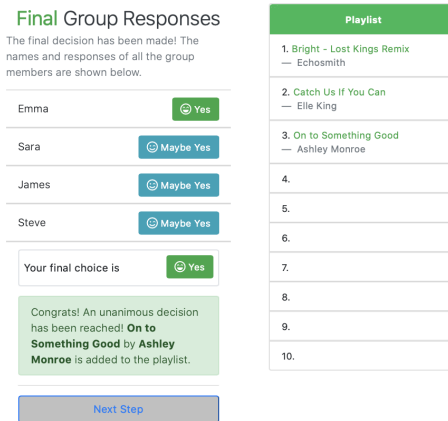 Final Group Responses
The final decision has been made! The
names and responses of all the group
members are shown below.
Emma
Yes
Sara
Maybe Yes
James
Maybe Yes
Steve
Maybe Yes
Your final choice is
Yes
Congrats! An unanimous decision
has been reached! On to
Something Good by Ashley
Monroe is added to the playlist.
Next Step
Playlist
1. Bright - Lost Kings Remix
— Echosmith
2. Catch Us If You Can
— Elle King
3. On to Something Good
— Ashley Monroe
4.
5.
6.
7.
8.
9.
10.